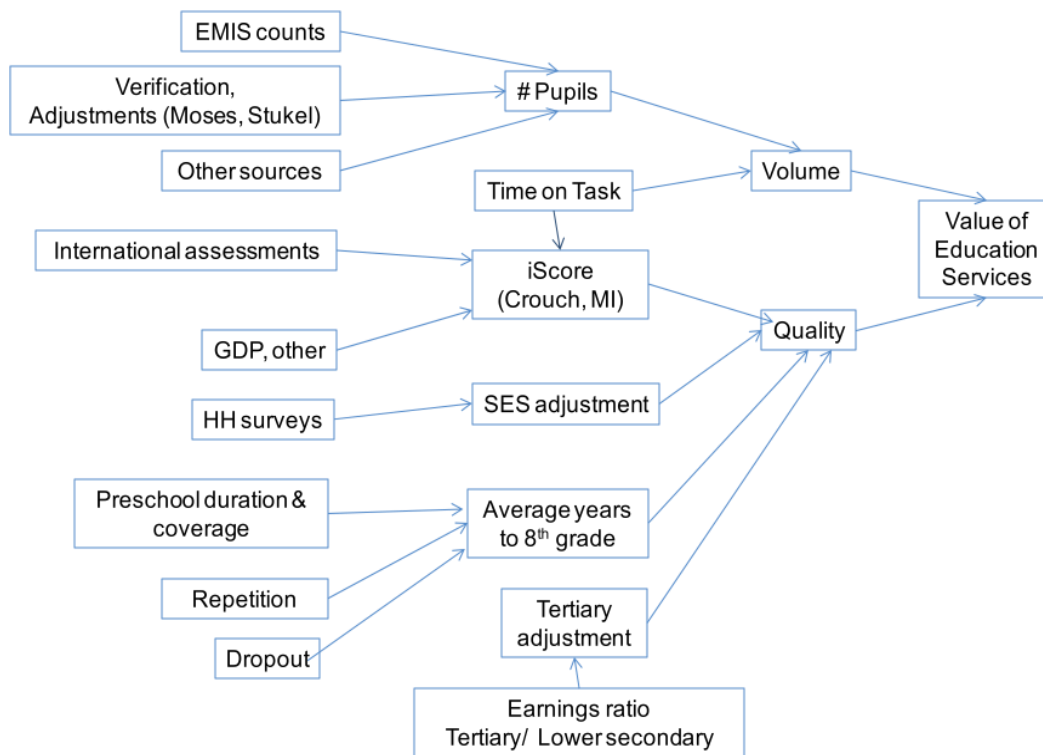 EMIS counts
Verification,
Adjustments (Moses, Stukel)
Other sources
# Pupils
Time on Task
Volume
Value of
Education
Services
International assessments
iScore
(Crouch, MI)
GDP, other
Quality
HH surveys
SES adjustment
Preschool duration &
coverage
Average years
to 8th grade
Repetition
Dropout
Tertiary
adjustment
Earnings ratio
Tertiary/ Lower secondary